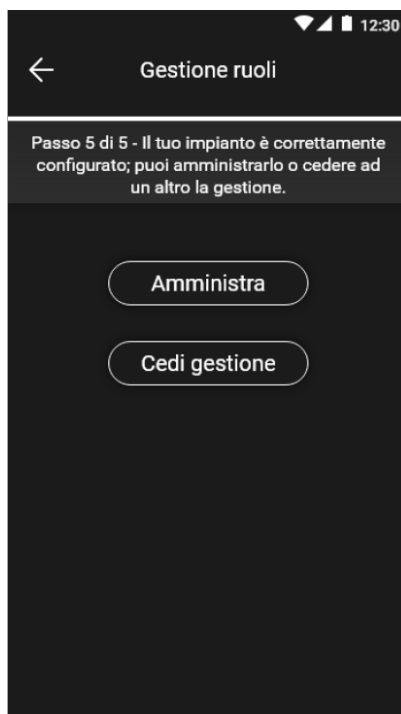 12:30
Gestione ruoli
Passo 5 di 5 - Il tuo impianto è correttamente
configurato; puoi amministrarlo o cedere ad
un altro la gestione.
Amministra
Cedi gestione